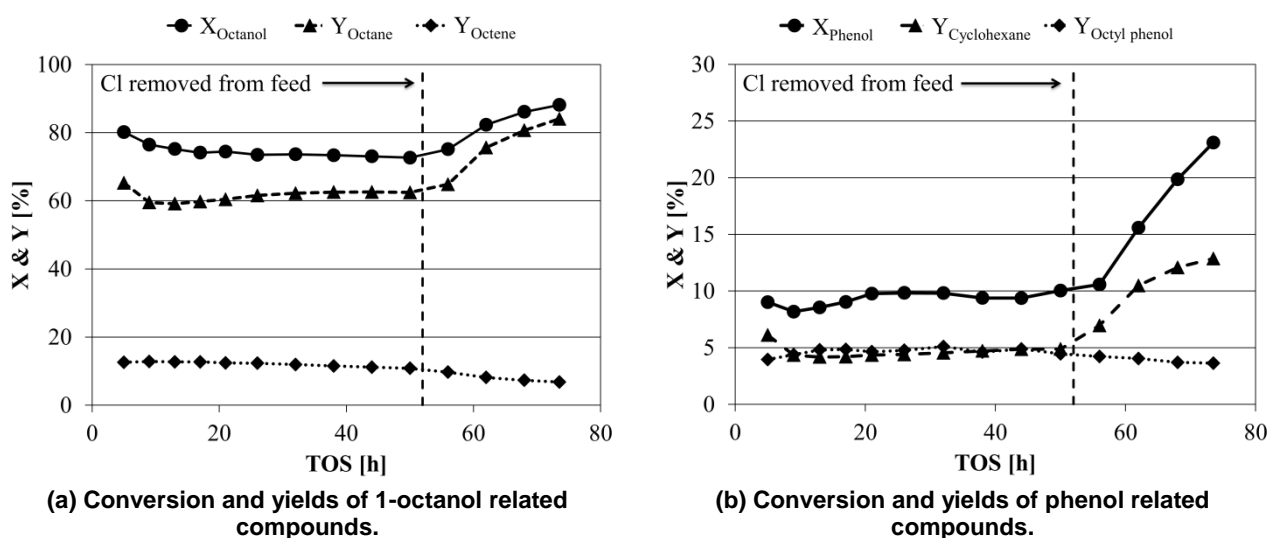 X_Octanol Y_Octane Y_Octene
100
80
60
40
20
0
X & Y [%]
Cl removed from feed
0 20 40 60 80
TOS [h]
(a) Conversion and yields of 1-octanol related
compounds.
X_Phenol Y_Cyclohexane Y_Octyl phenol
30
25
20
15
10
5
0
X & Y [%]
Cl removed from feed
0 20 40 60 80
TOS [h]
(b) Conversion and yields of phenol related
compounds.